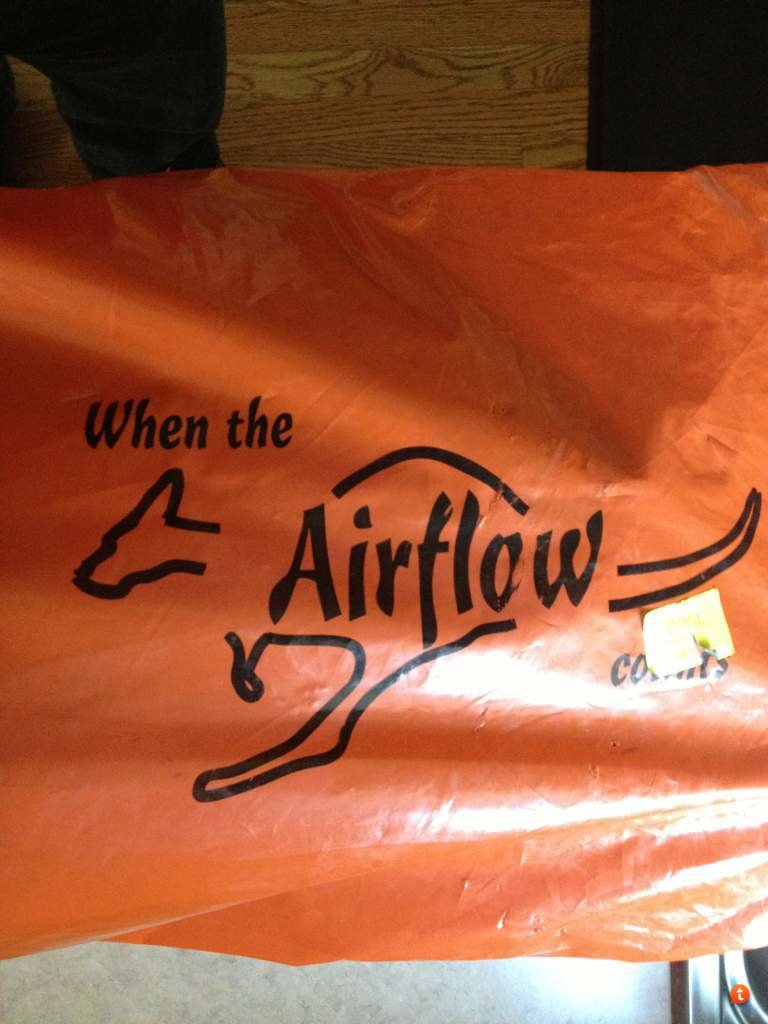 When the
Airflow
t